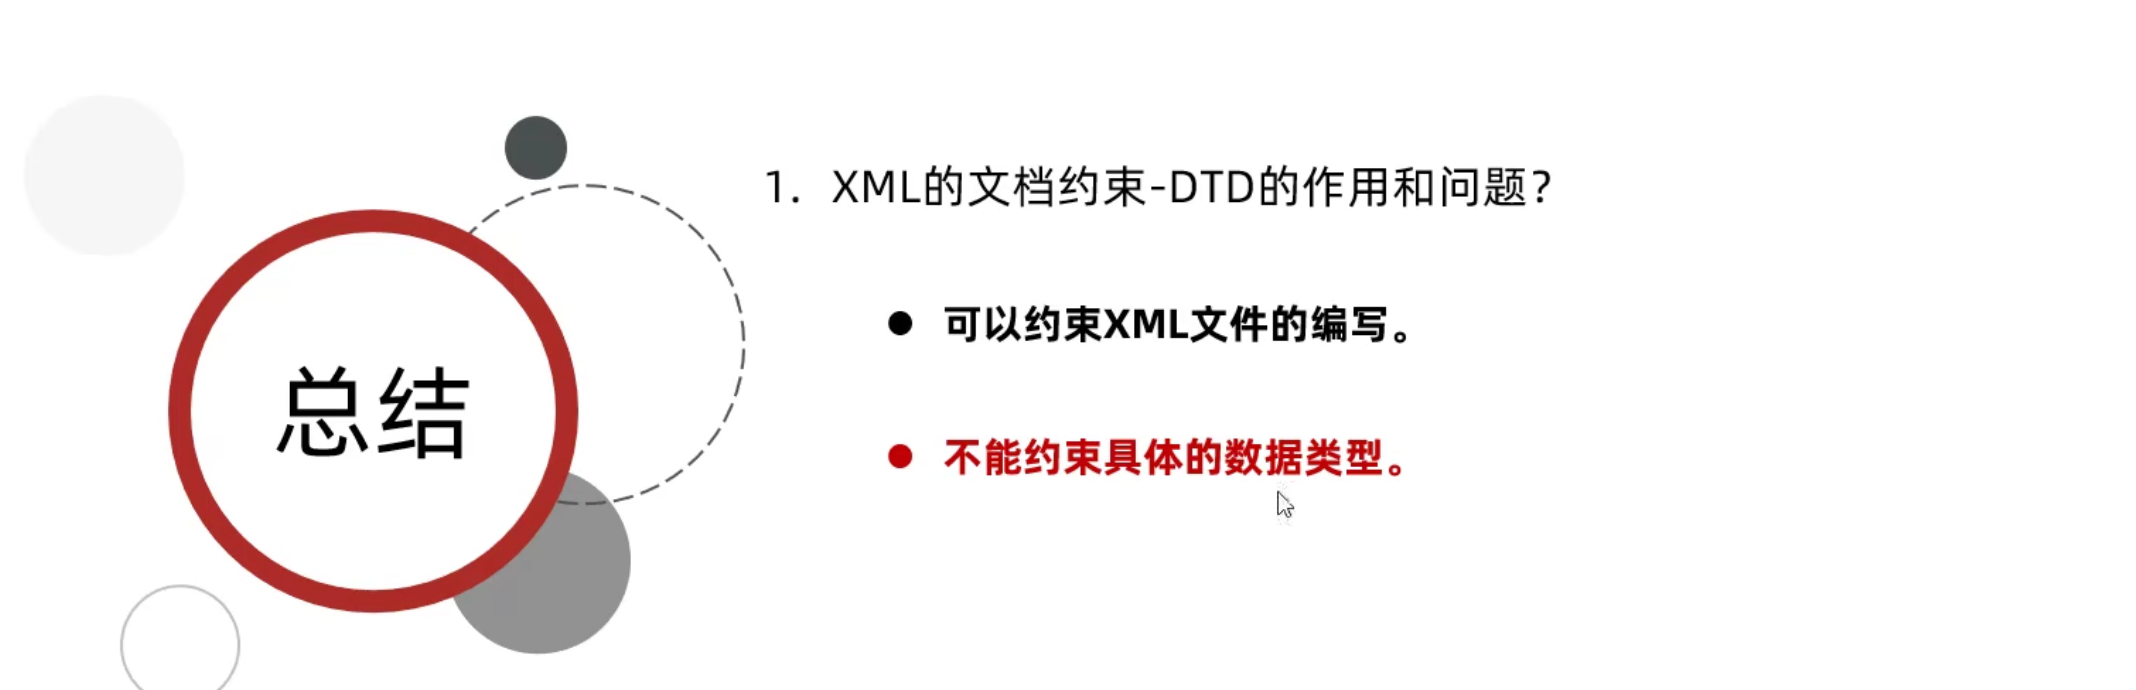 总结
1. XML的文档约束-DTD的作用和问题?
● 可以约束XML文件的编写。
● 不能约束具体的数据类型。